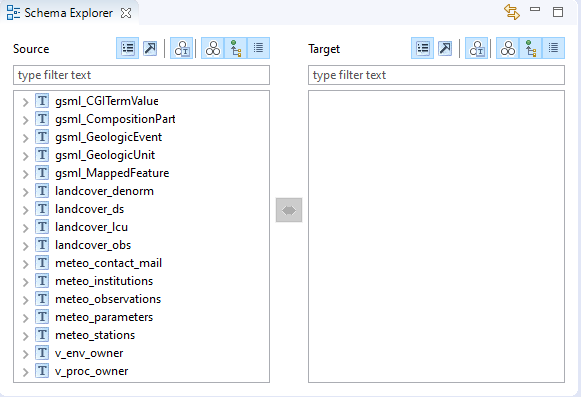 Schema Explorer
Source
Target
type filter text
type filter text
T gsml_CGITermValue
T gsml_CompositionPart
T gsml_GeologicEvent
T gsml_GeologicUnit
T gsml_MappedFeature
T landcover_denorm
T landcover_ds
T landcover_lcu
T landcover_obs
T meteo_contact_mail
T meteo_institutions
T meteo_observations
T meteo_parameters
T meteo_stations
T v_env_owner
T v_proc_owner